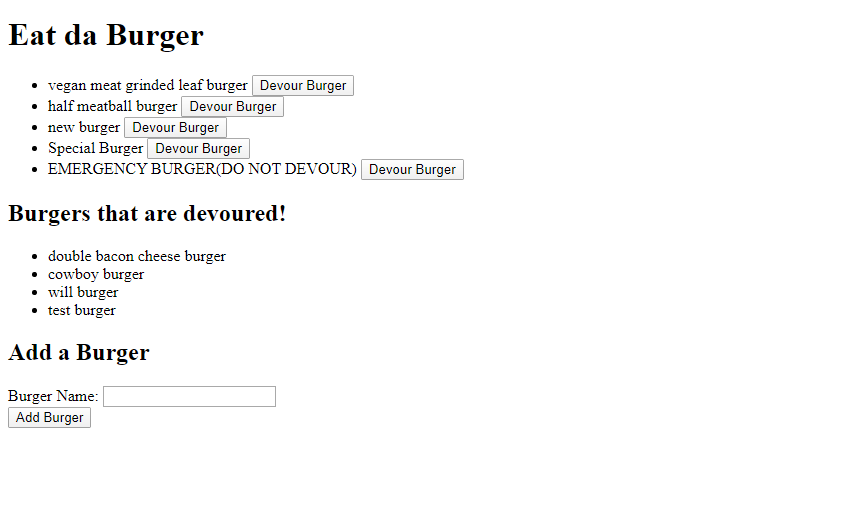 Eat da Burger
vegan meat grinded leaf burger Devour Burger
half meatball burger Devour Burger
new burger Devour Burger
Special Burger Devour Burger
EMERGENCY BURGER(DO NOT DEVOUR) Devour Burger
Burgers that are devoured!
double bacon cheese burger
cowboy burger
will burger
test burger
Add a Burger
Burger Name:
Add Burger